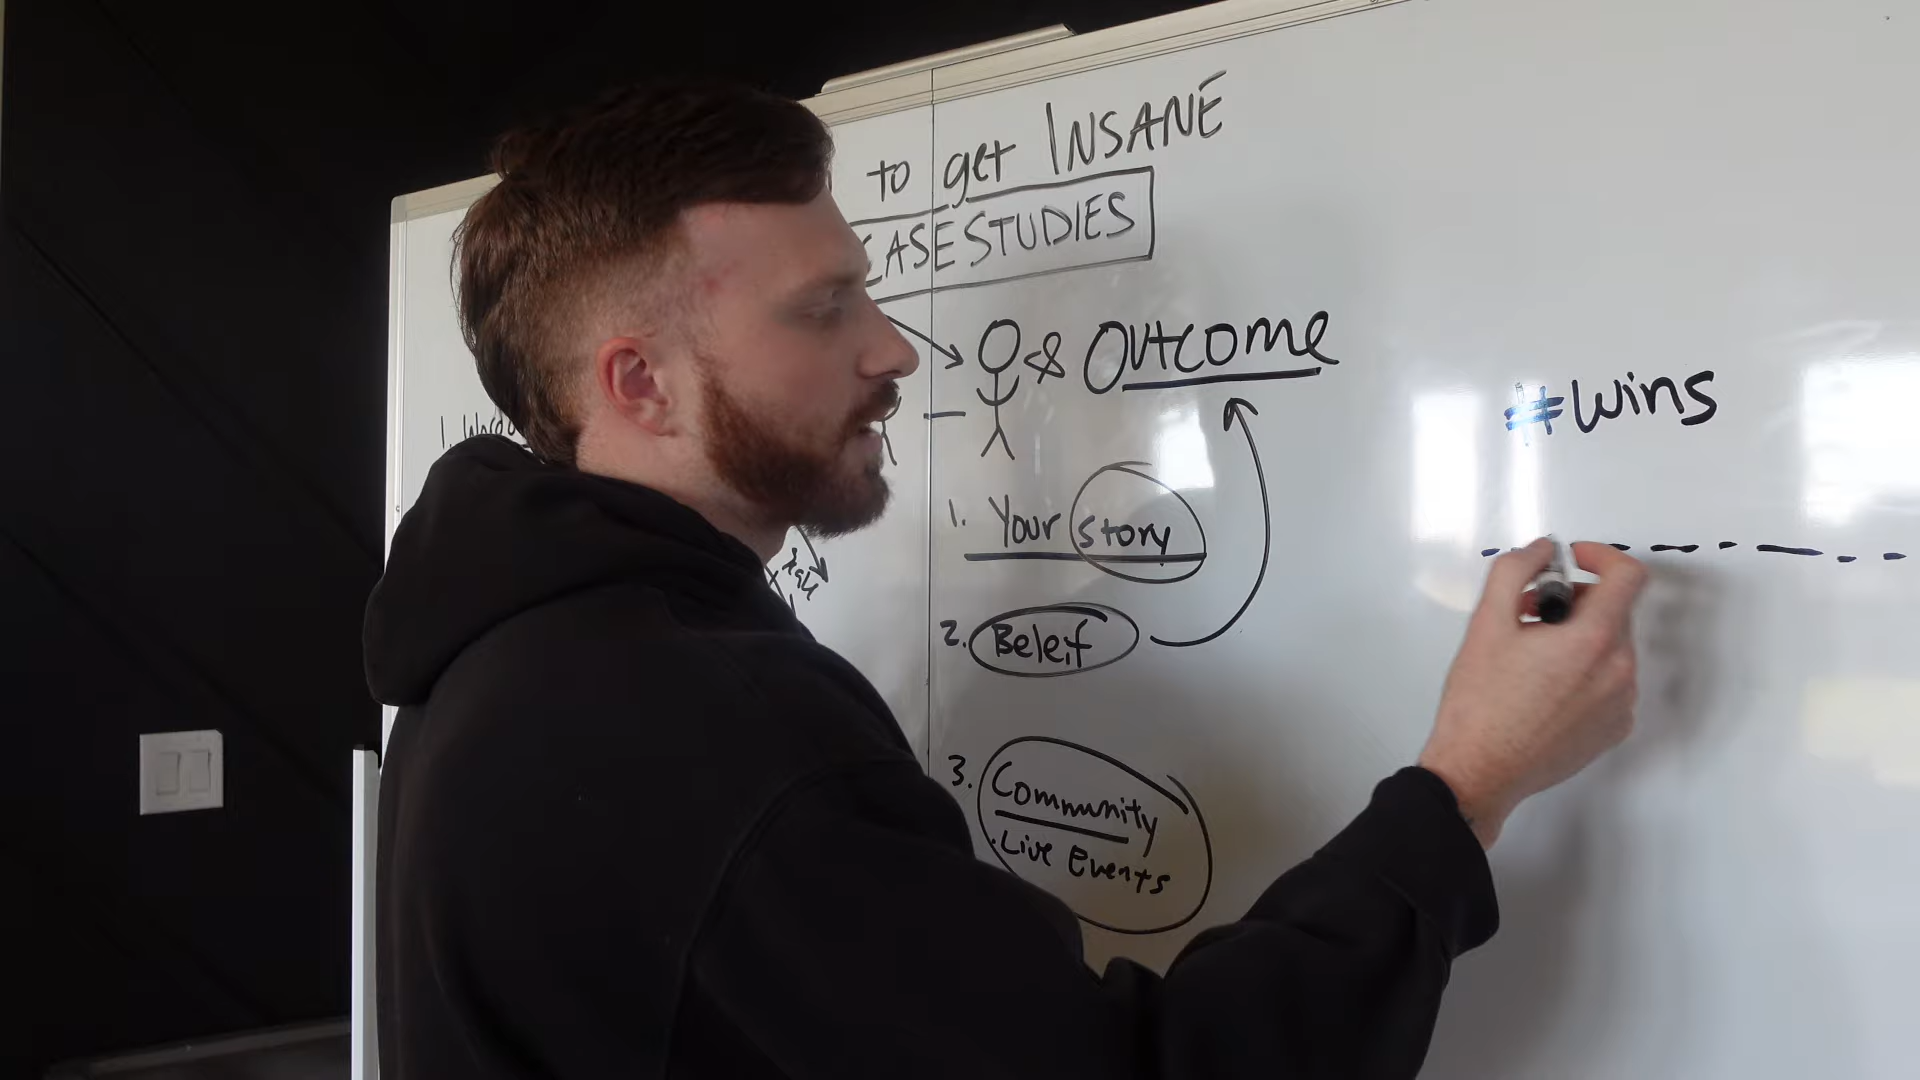 to get INSANE
CASE STUDIES
& Outcome
#wins
1. Your story
2. Beleif
3. Community
. Live Events